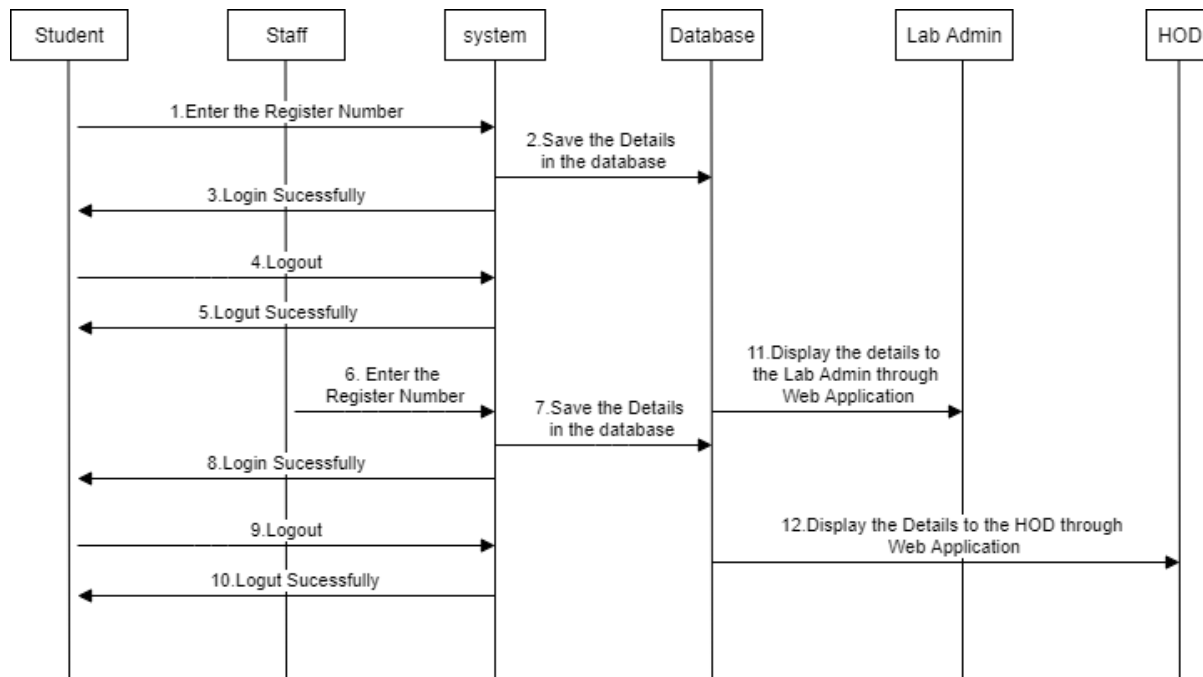 Student
Staff
system
Database
Lab Admin
HOD
1.Enter the Register Number
2.Save the Details
in the database
3.Login Sucessfully
4.Logout
5.Logut Sucessfully
6. Enter the
Register Number
11.Display the details to
the Lab Admin through
Web Application
7.Save the Details
in the database
8.Login Sucessfully
9.Logout
12.Display the Details to the HOD through
Web Application
10.Logut Sucessfully